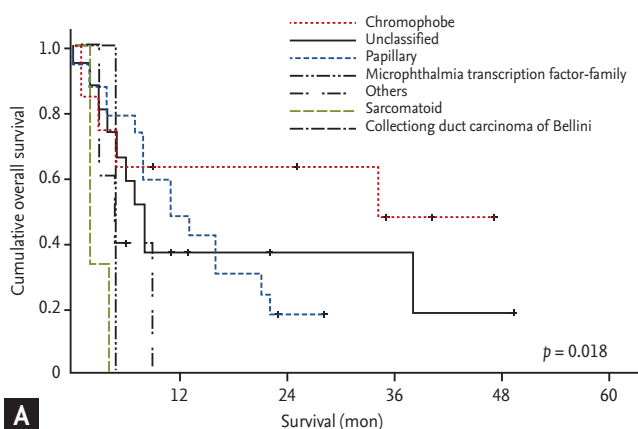 Chromophobe
Unclassified
Papillary
Microphthalmia transcription factor-family
Others
Sarcomatoid
Collectiong duct carcinoma of Bellini
Cumulative overall survival
1.0
0.8
0.6
0.4
0.2
0
p = 0.018
12
24
36
48
60
Survival (mon)
A